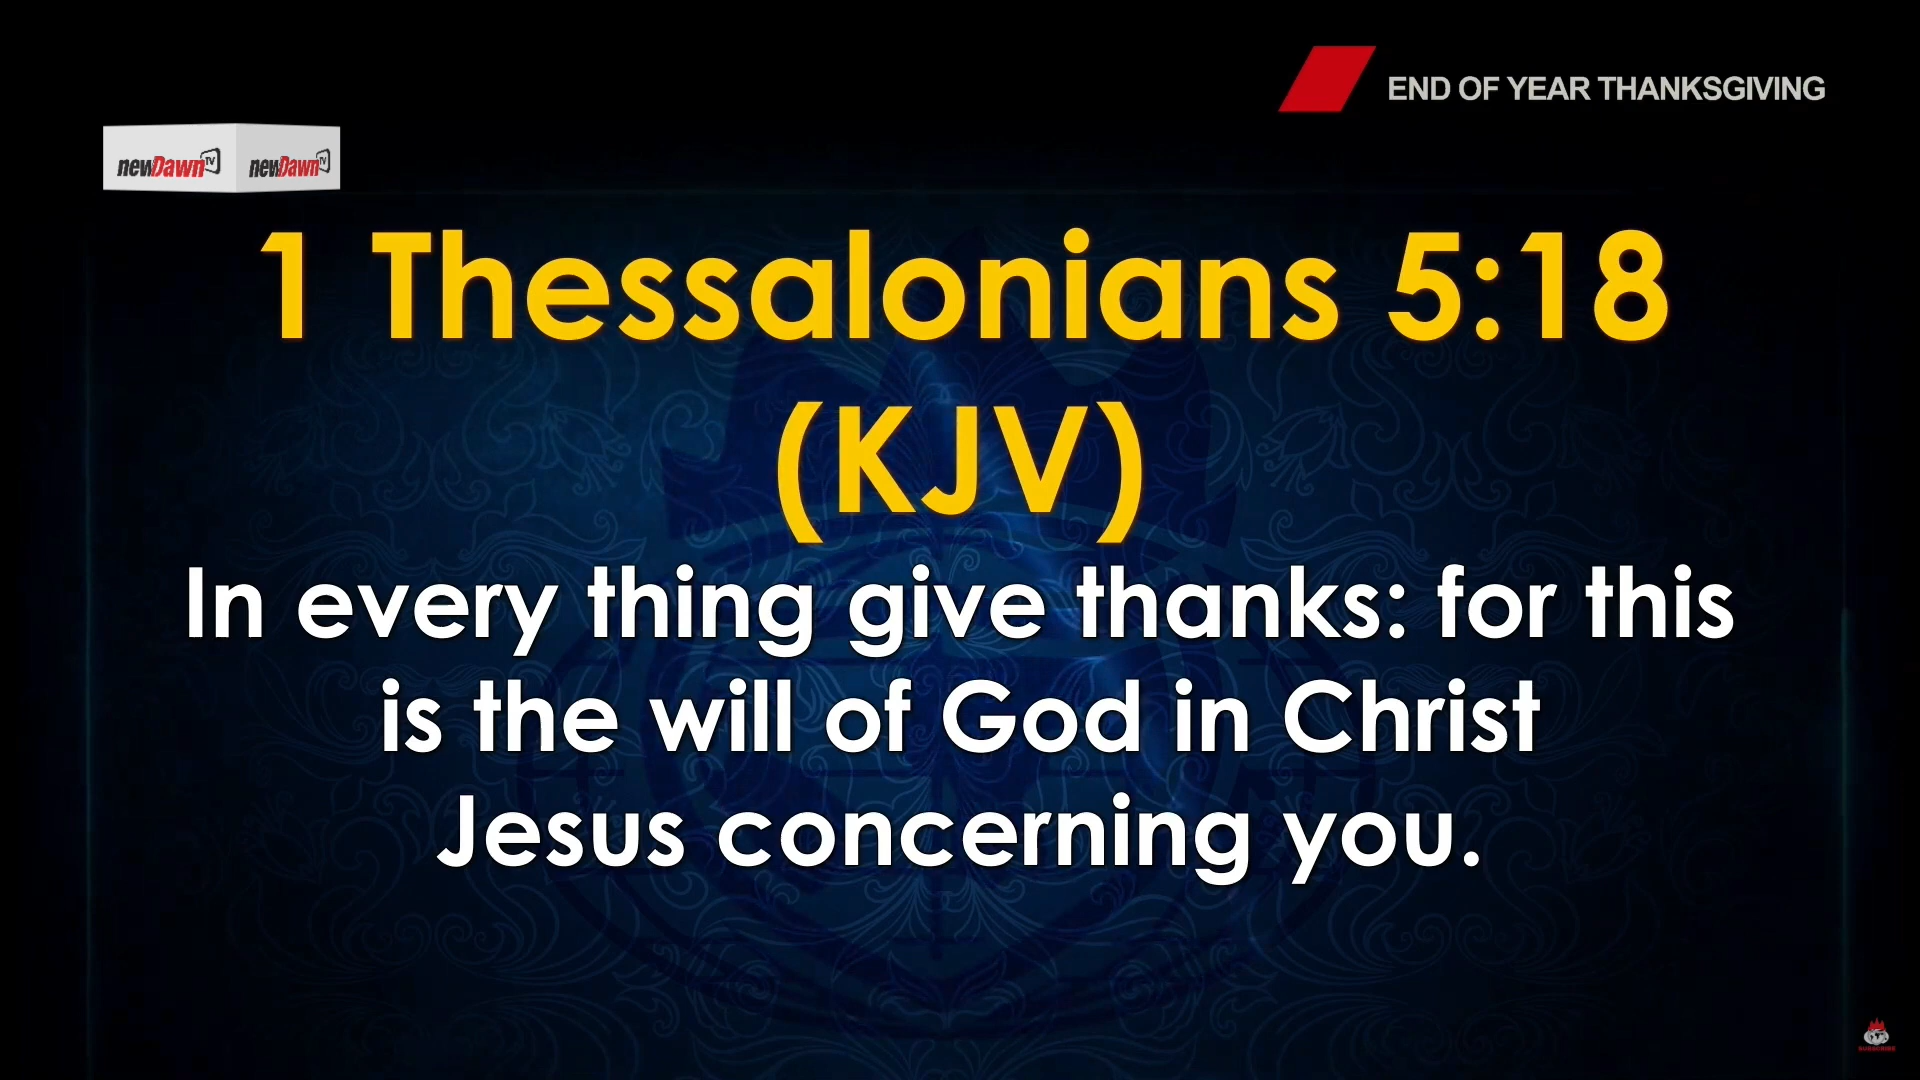 END OF YEAR THANKSGIVING
newDawn TV newDawn TV
1 Thessalonians 5:18
(KJV)
In every thing give thanks: for this
is the will of God in Christ
Jesus concerning you.
SUBSCRIBE